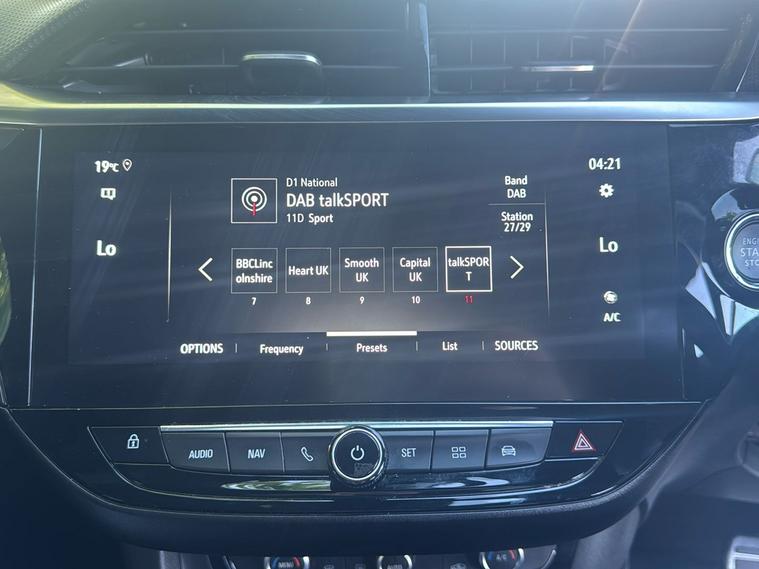 19°C
04:21
D1 National
DAB talkSPORT
11D Sport
Band
DAB
Station
27/29
Lo
Lo
BBCLinc
olnshire
Heart UK
Smooth
UK
Capital
UK
talkSPOR
T
7
8
9
10
11
A/C
OPTIONS
Frequency
Presets
List
SOURCES
AUDIO
NAV
SET
MENU
AUTO
A/C